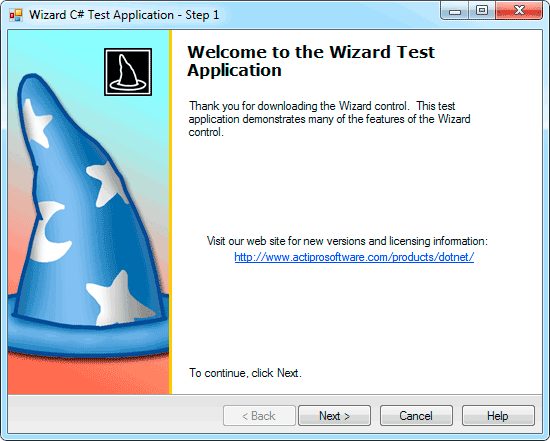 Wizard C# Test Application - Step 1
Welcome to the Wizard Test
Application
Thank you for downloading the Wizard control.  This test
application demonstrates many of the features of the Wizard
control.
Visit our web site for new versions and licensing information:
http://www.actiprosoftware.com/products/dotnet/
To continue, click Next.
< Back
Next >
Cancel
Help